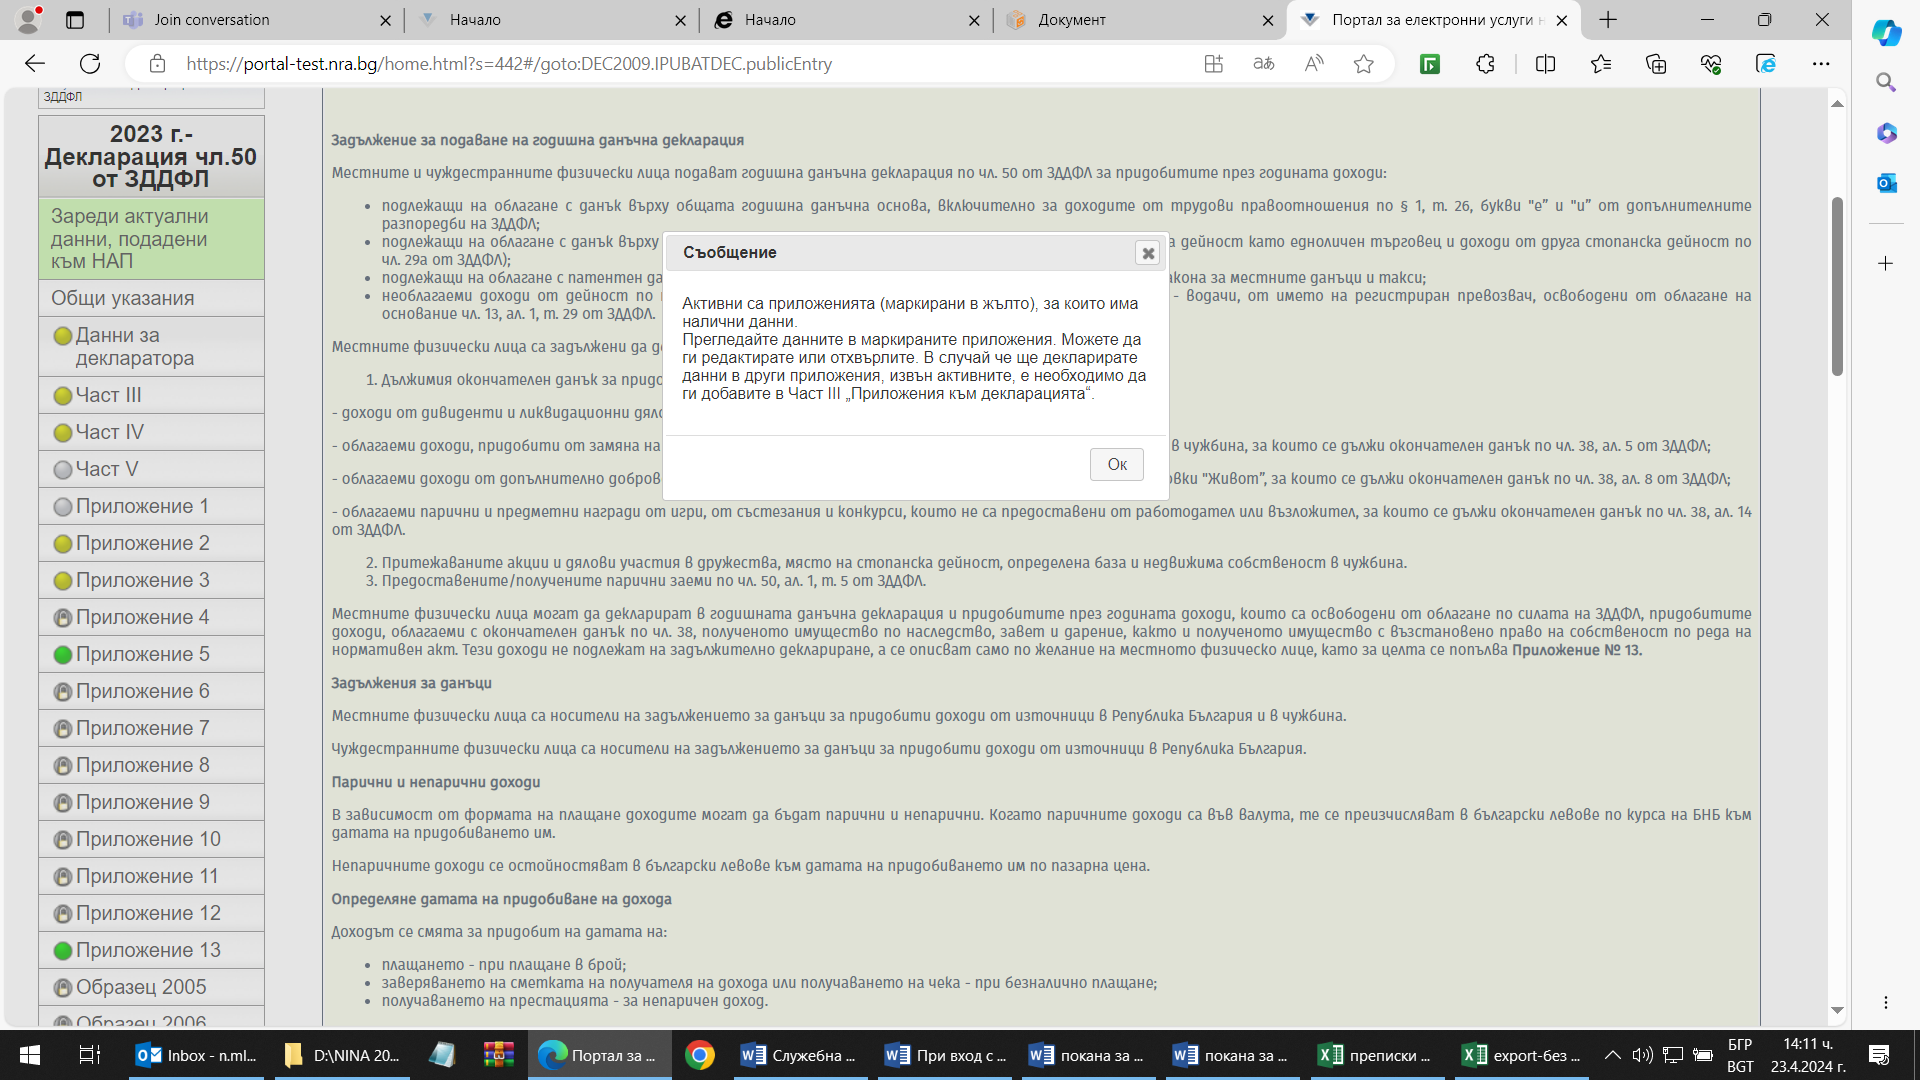 Join conversation
Начало
Начало
Документ
Портал за електронни услуги н
https://portal-test.nra.bg/home.html?s=442#/goto:DEC2009.IPUBATDEC.publicEntry
ЗДДФЛ
2023 г.-
Декларация чл.50
от ЗДДФЛ
Зареди актуални
данни, подадени
към НАП
Общи указания
Данни за
декларатора
Част III
Част IV
Част V
Приложение 1
Приложение 2
Приложение 3
Приложение 4
Приложение 5
Приложение 6
Приложение 7
Приложение 8
Приложение 9
Приложение 10
Приложение 11
Приложение 12
Приложение 13
Образец 2005
Образец 2006
Задължение за подаване на годишна данъчна декларация
Местните и чуждестранните физически лица подават годишна данъчна декларация по чл. 50 от ЗДДФЛ за придобитите през годината доходи:
• подлежащи на облагане с данък върху общата годишна данъчна основа, включително за доходите от трудови правоотношения по § 1, т. 26, букви "е" и "и" от допълнителните
разпоредби на ЗДДФЛ;
• подлежащи на облагане с данък върху
а дейност като едноличен търговец и доходи от друга стопанска дейност по
чл. 29а от ЗДДФЛ);
• подлежащи на облагане с патентен да
акона за местните данъци и такси;
• необлагаеми доходи от дейност по
- водачи, от името на регистриран превозвач, освободени от облагане на
основание чл. 13, ал. 1, т. 29 от ЗДДФЛ.
Местните физически лица са задължени да д
1. Дължимия окончателен данък за придо
- доходи от дивиденти и ликвидационни дяло
- облагаеми доходи, придобити от замяна на
в чужбина, за които се дължи окончателен данък по чл. 38, ал. 5 от ЗДДФЛ;
- облагаеми доходи от допълнително доброво
овки "Живот", за които се дължи окончателен данък по чл. 38, ал. 8 от ЗДДФЛ;
- облагаеми парични и предметни награди от игри, от състезания и конкурси, които не са предоставени от работодател или възложител, за които се дължи окончателен данък по чл. 38, ал. 14
от ЗДДФЛ.
2. Притежаваните акции и дялови участия в дружества, място на стопанска дейност, определена база и недвижима собственост в чужбина.
3. Предоставените/получените парични заеми по чл. 50, ал. 1, т. 5 от ЗДДФЛ.
Местните физически лица могат да декларират в годишната данъчна декларация и придобитите през годината доходи, които са освободени от облагане по силата на ЗДДФЛ, придобитите
доходи, облагаеми с окончателен данък по чл. 38, полученото имущество по наследство, завет и дарение, както и полученото имущество с възстановено право на собственост по реда на
нормативен акт. Тези доходи не подлежат на задължително деклариране, а се описват само по желание на местното физическо лице, като за целта се попълва Приложение № 13.
Задължения за данъци
Местните физически лица са носители на задължението за данъци за придобити доходи от източници в Република България и в чужбина.
Чуждестранните физически лица са носители на задължението за данъци за придобити доходи от източници в Република България.
Парични и непарични доходи
В зависимост от формата на плащане доходите могат да бъдат парични и непарични. Когато паричните доходи са във валута, те се преизчисляват в български левове по курса на БНБ към
датата на придобиването им.
Непаричните доходи се остойностяват в български левове към датата на придобиването им по пазарна цена.
Определяне датата на придобиване на дохода
Доходът се смята за придобит на датата на:
• плащането - при плащане в брой;
• заверяването на сметката на получателя на дохода или получаването на чека - при безналично плащане;
• получаването на престацията - за непаричен доход.
Съобщение
Активни са приложенията (маркирани в жълто), за които има
налични данни.
Прегледайте данните в маркираните приложения. Можете да
ги редактирате или отхвърлите. В случай че ще декларирате
данни в други приложения, извън активните, е необходимо да
ги добавите в Част III „Приложения към декларацията“.
Ок
Inbox - n.ml...
D:\NINA 20...
Портал за ...
Служебна ...
При вход с ...
покана за ...
покана за ...
преписки ...
export-без ...
БГР
BGT
14:11 ч.
23.4.2024 г.